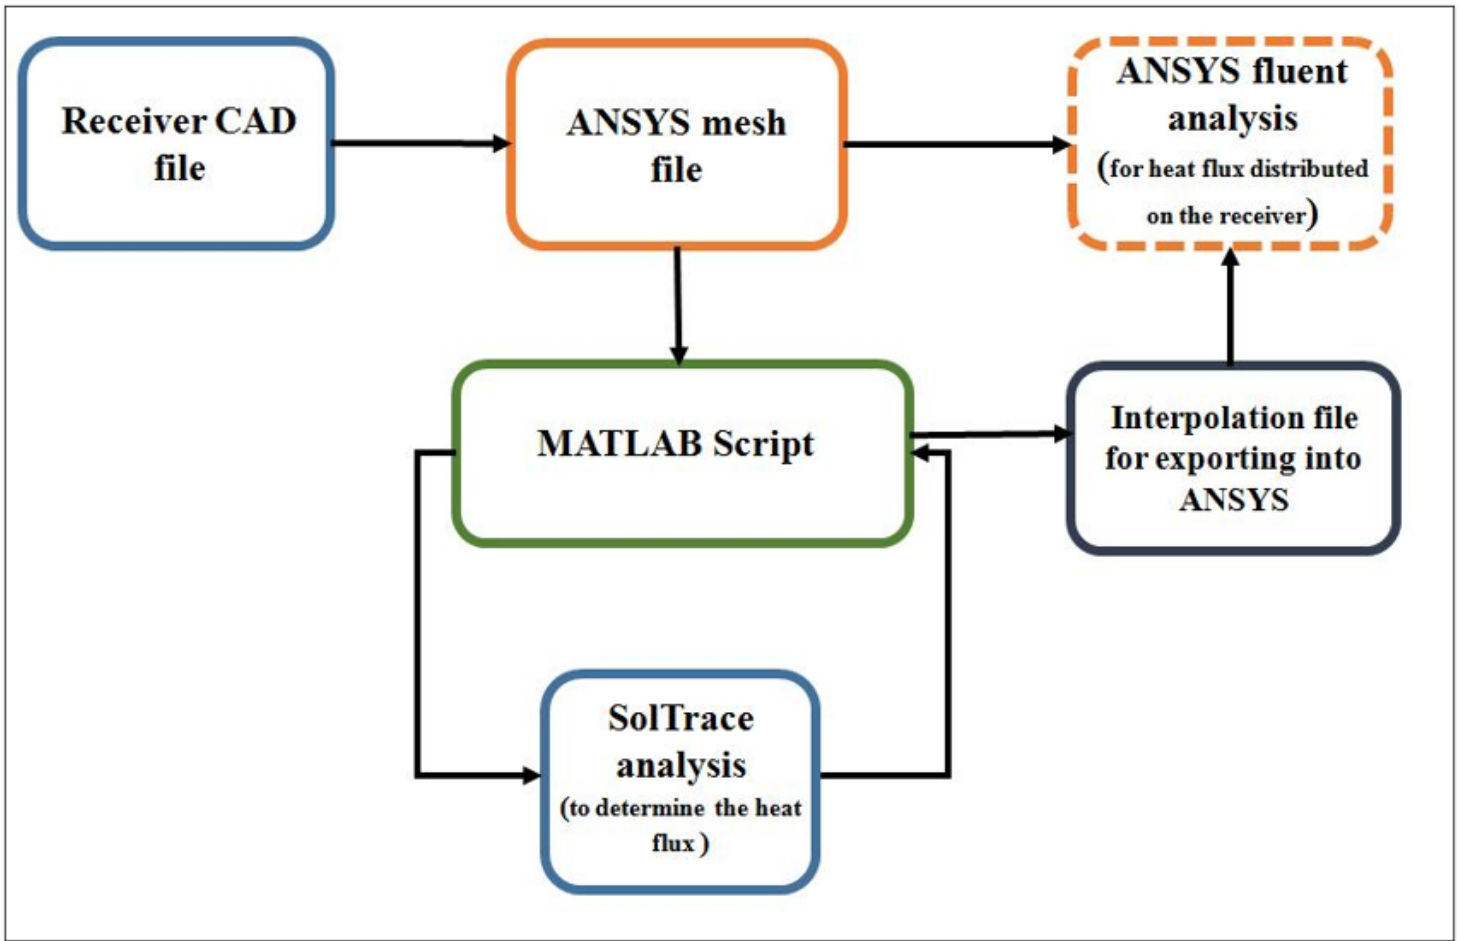 Receiver CAD
file
ANSYS mesh
file
ANSYS fluent
analysis
(for heat flux distributed
on the receiver)
MATLAB Script
Interpolation file
for exporting into
ANSYS
SolTrace
analysis
(to determine the heat
flux )